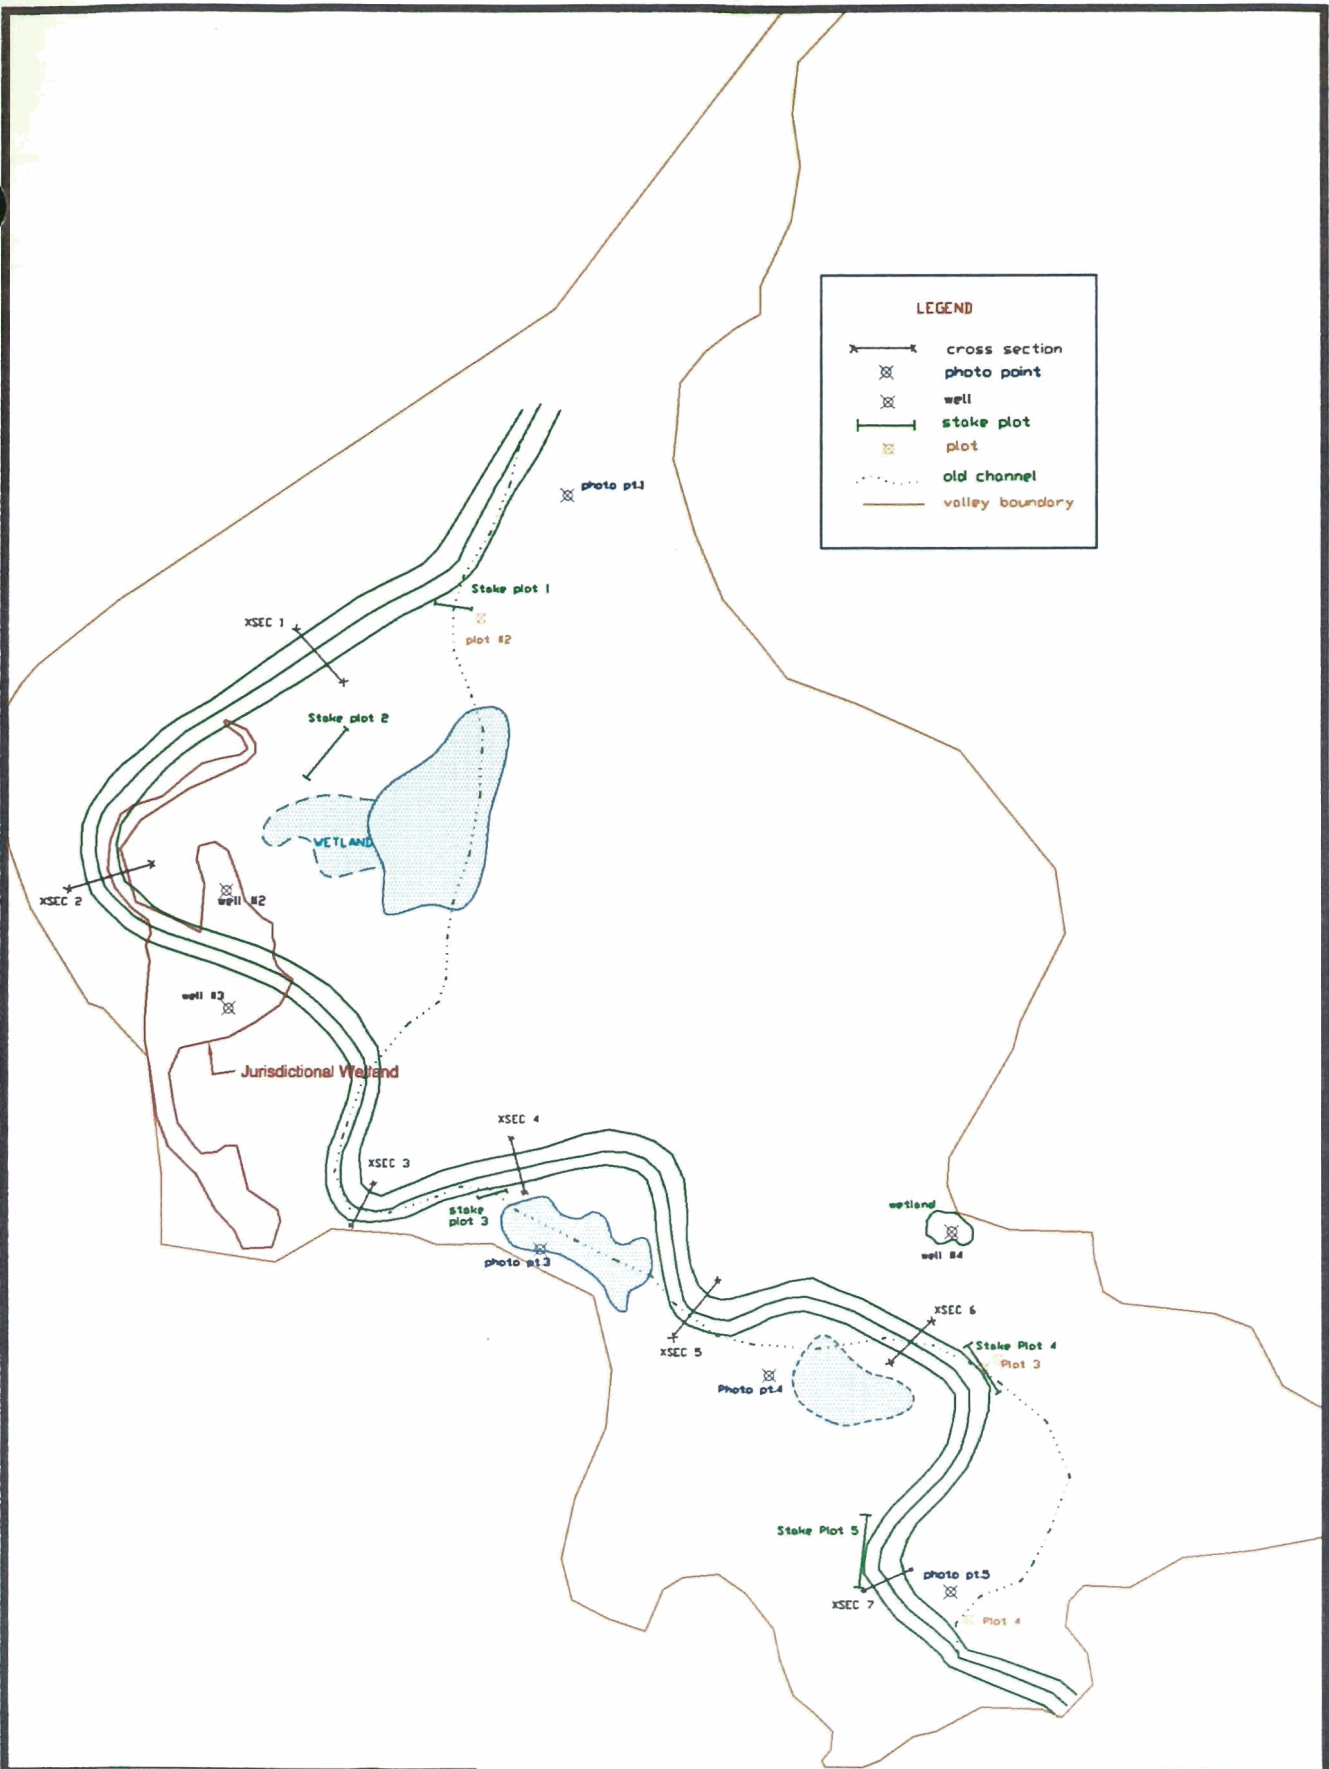 LEGEND
cross section
photo point
well
stake plot
plot
old channel
valley boundary
photo pt.1
Stake plot 1
XSEC 1
plot #2
Stake plot 2
WETLAND
well #2
XSEC 2
well #3
Jurisdictional Wetland
XSEC 4
XSEC 3
stake
plot 3
wetland
well #4
photo pt.3
XSEC 6
Stake Plot 4
XSEC 5
Plot 3
Photo pt.4
Stake Plot 5
photo pt.5
XSEC 7
Plot 4